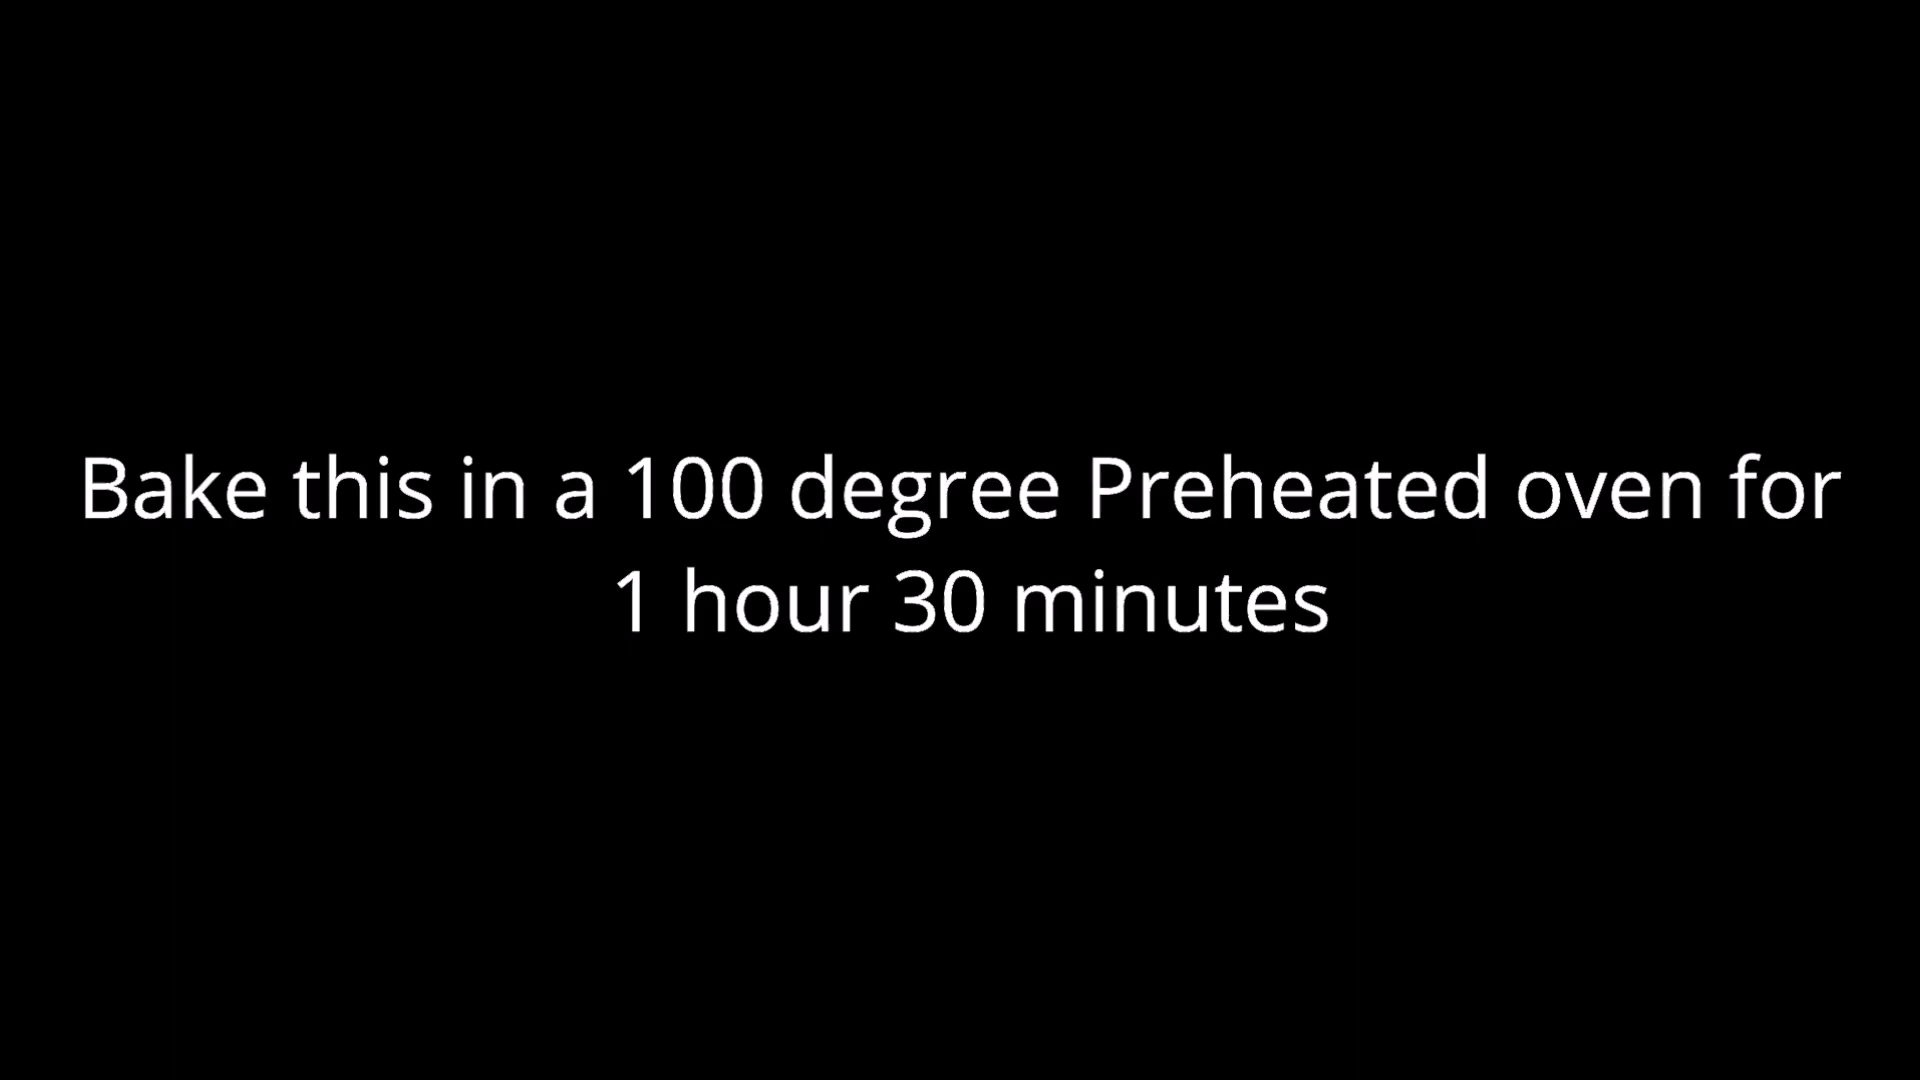 Bake this in a 100 degree Preheated oven for
1 hour 30 minutes